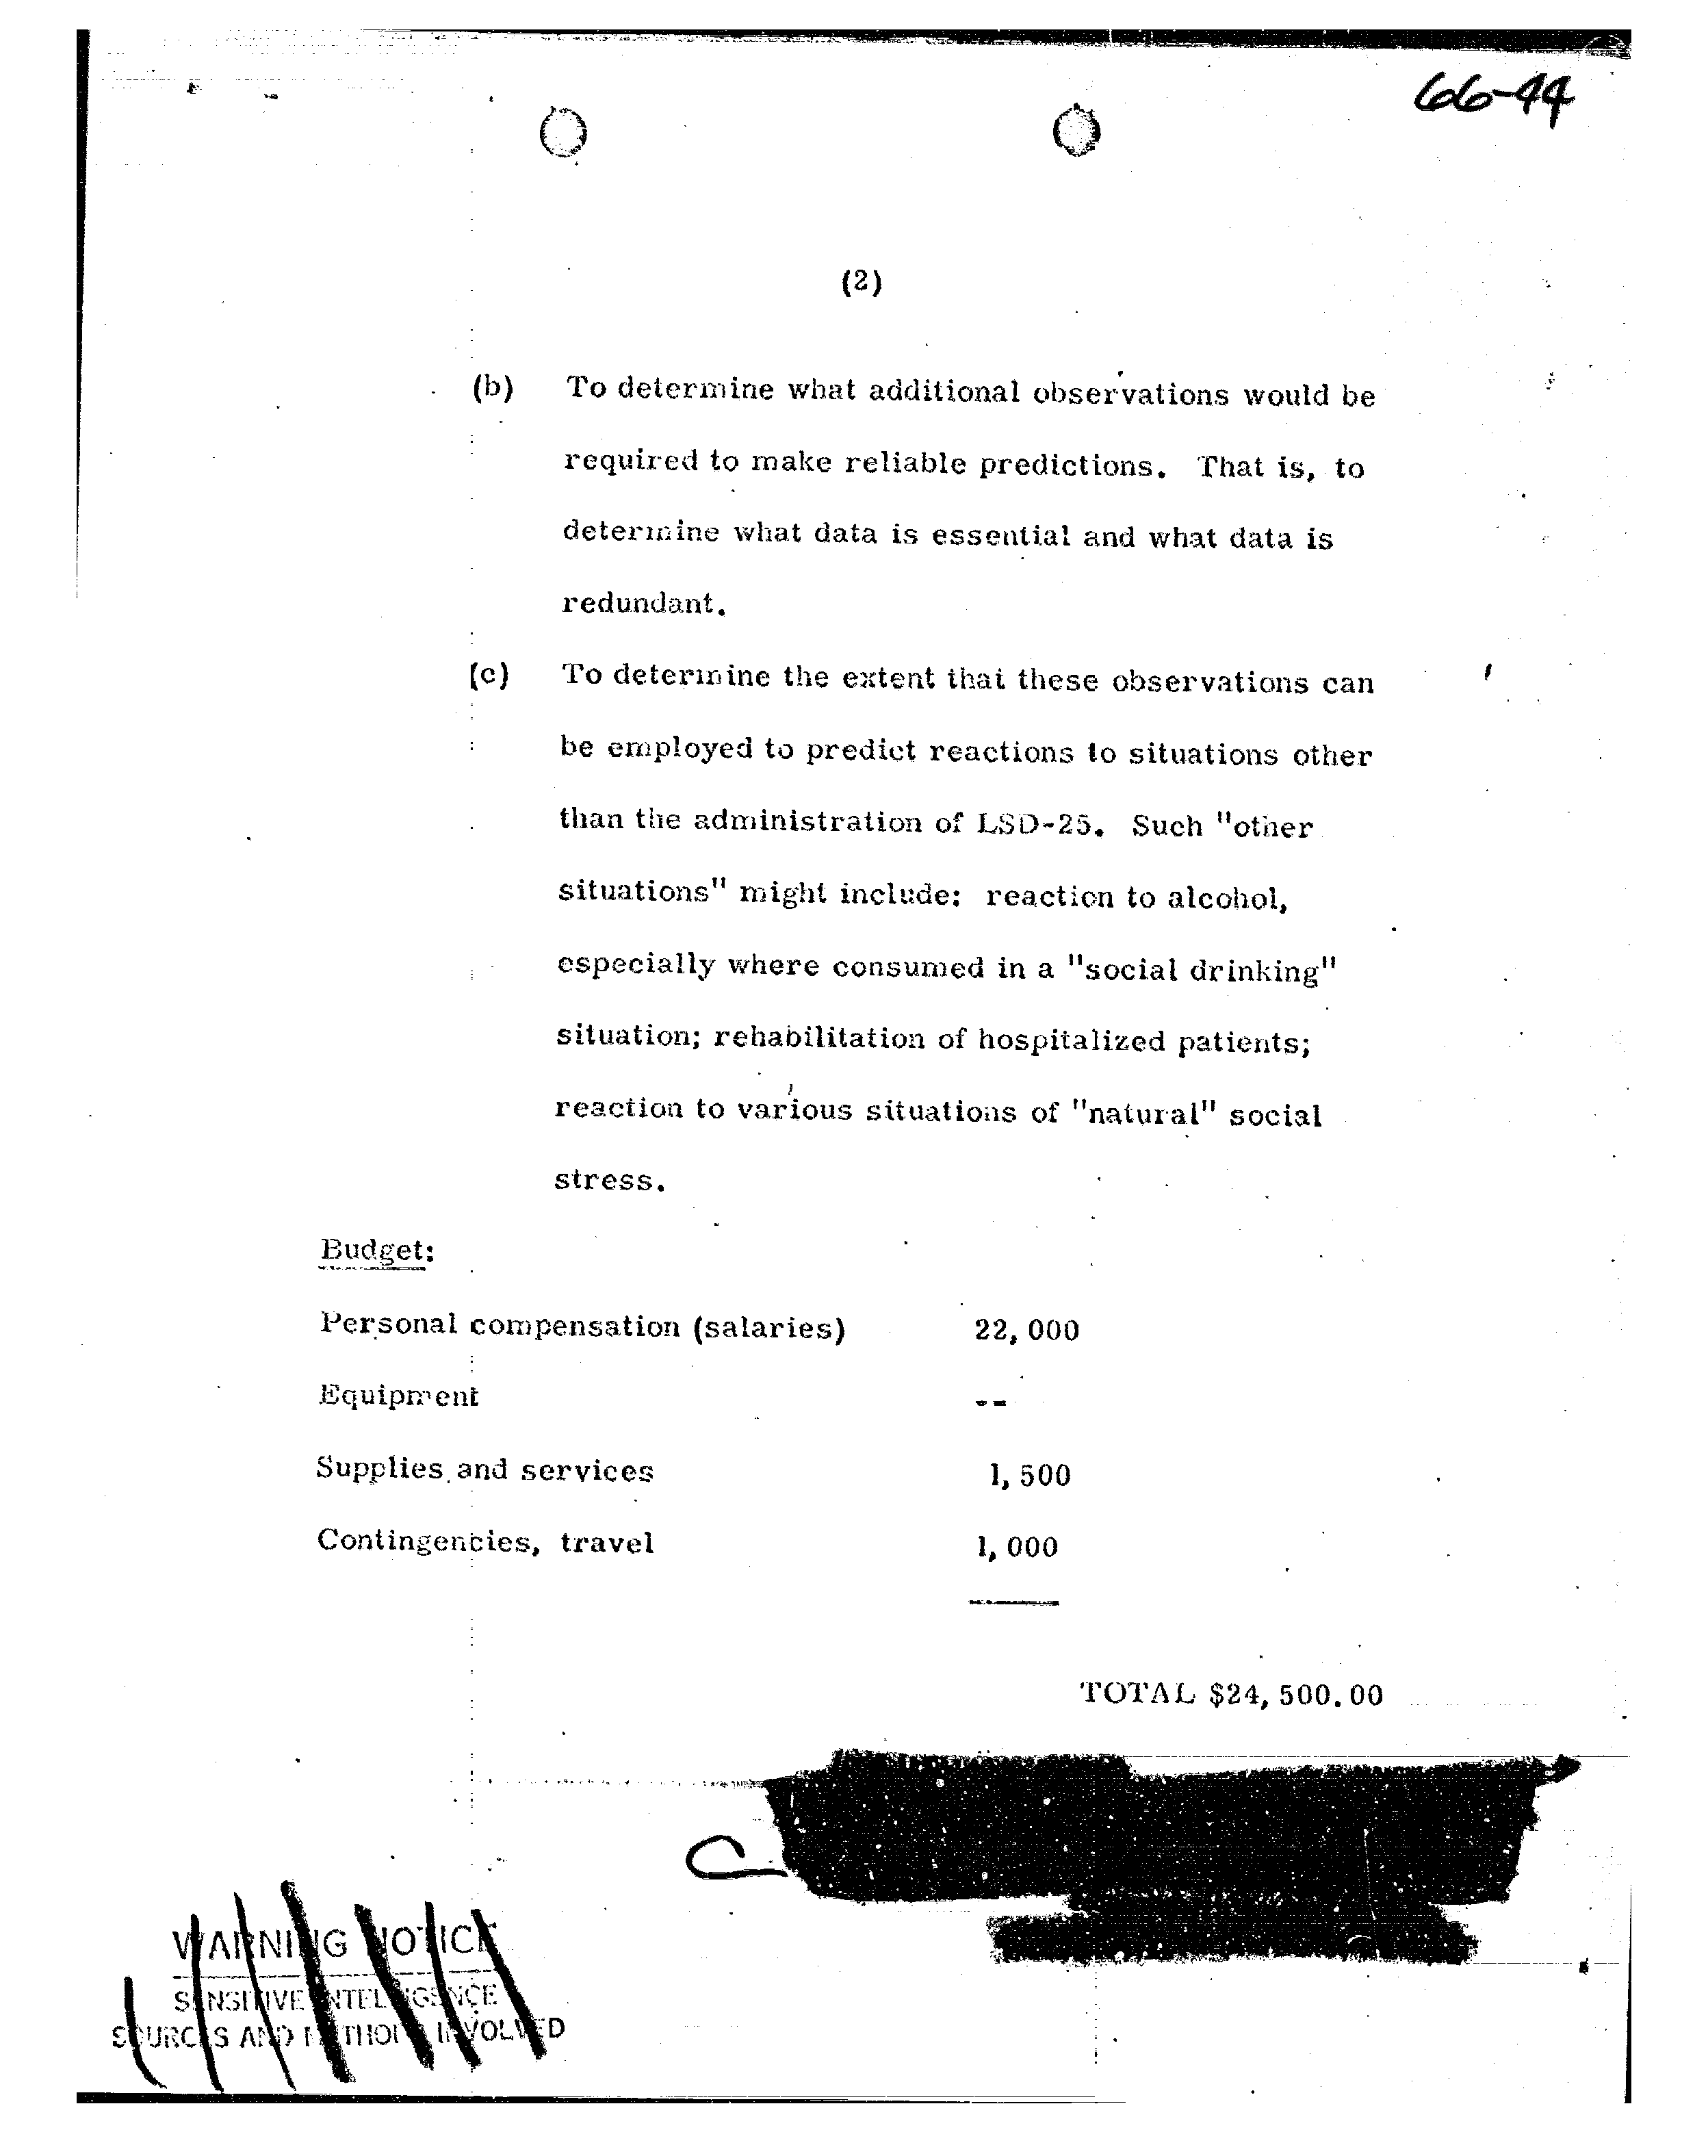 66-44
(2)
(b) To determine what additional observations would be
required to make reliable predictions. That is, to
determine what data is essential and what data is
redundant.
(c) To determine the extent that these observations can
be employed to predict reactions to situations other
than the administration of LSD-25. Such "other
situations" might include: reaction to alcohol,
especially where consumed in a "social drinking"
situation; rehabilitation of hospitalized patients;
reaction to various situations of "natural" social
stress.
Budget:
Personal compensation (salaries) 22,000
Equipment --
Supplies and services 1,500
Contingencies, travel 1,000
TOTAL $24,500.00
C
WARNING NOTICE
SENSITIVE INTELLIGENCE
SOURCES AND METHODS INVOLVED